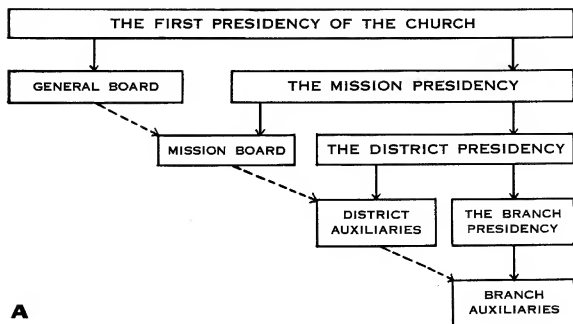 THE FIRST PRESIDENCY OF THE CHURCH
GENERAL BOARD
THE MISSION PRESIDENCY
MISSION BOARD
THE DISTRICT PRESIDENCY
DISTRICT
AUXILIARIES
THE BRANCH
PRESIDENCY
BRANCH
AUXILIARIES
A